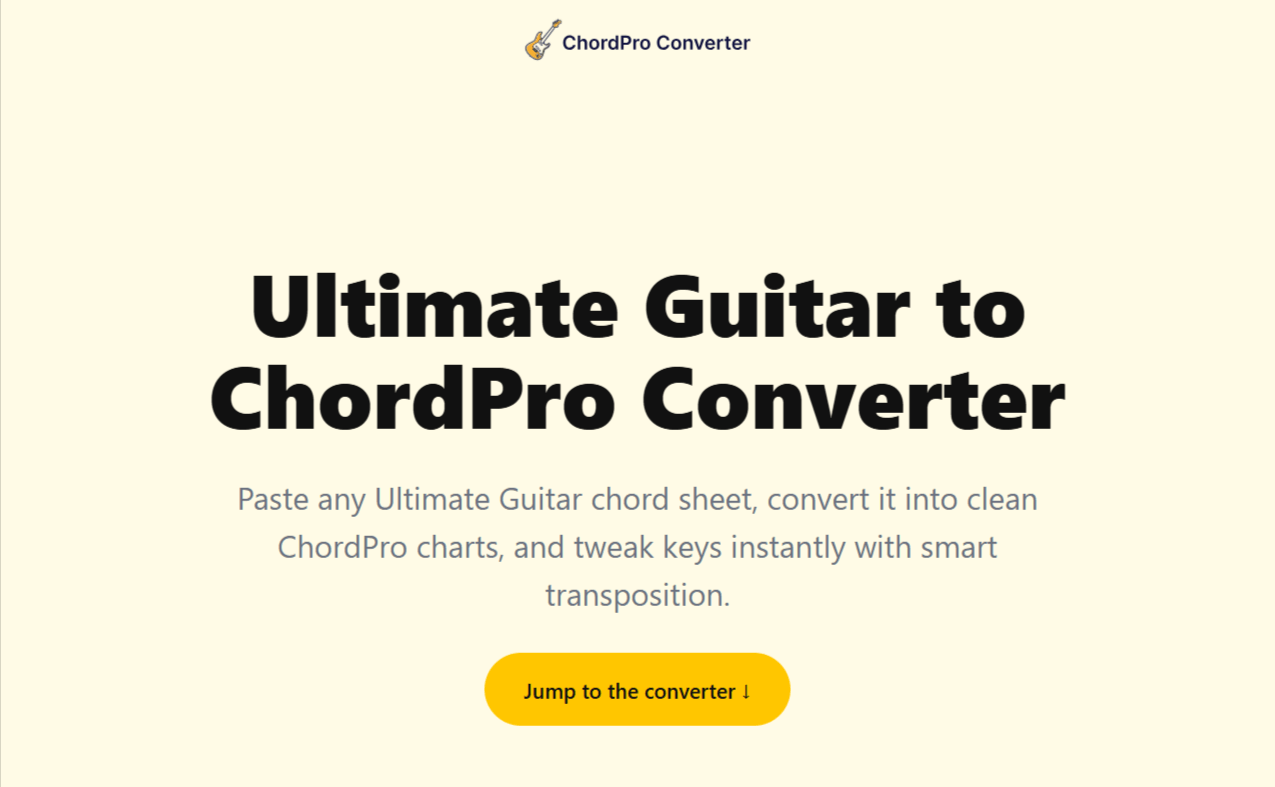 ChordPro Converter
Ultimate Guitar to
ChordPro Converter
Paste any Ultimate Guitar chord sheet, convert it into clean
ChordPro charts, and tweak keys instantly with smart
transposition.
Jump to the converter ↓